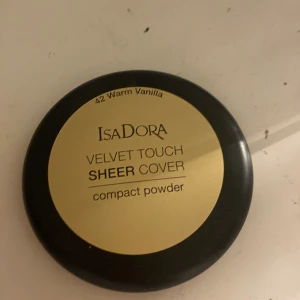 42 Warm Vanilla
ISADORA
VELVET TOUCH
SHEER COVER
compact powder